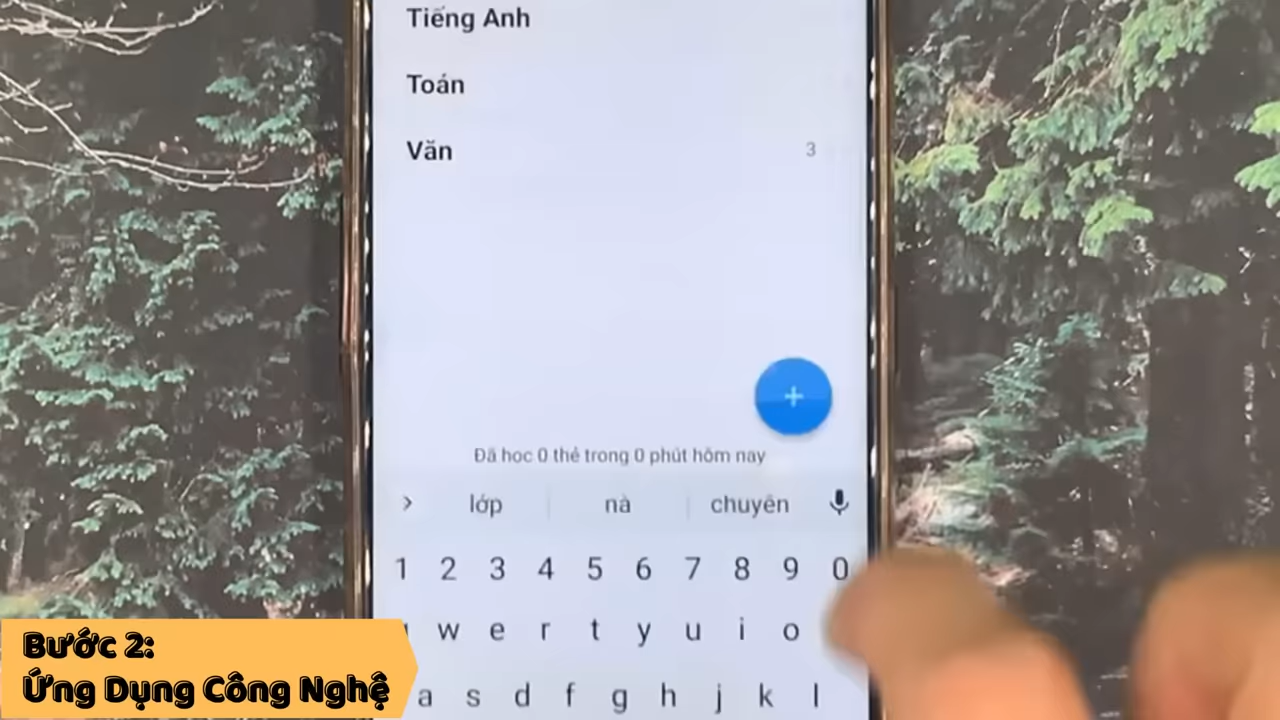 Tiếng Anh
Toán
Văn 3
+
Đã học 0 thẻ trong 0 phút hôm nay
> lớp nà chuyên
1 2 3 4 5 6 7 8 9 0
w e r t y u i o
a s d f g h j k l
Bước 2:
Ứng Dụng Công Nghệ